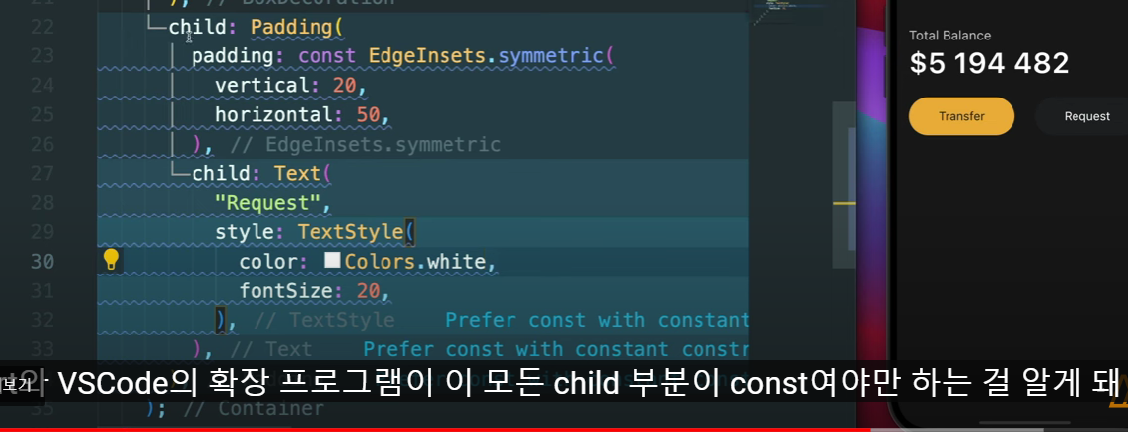 ), // BoxDecoration
22 child: Padding(
23 padding: const EdgeInsets.symmetric(
24 vertical: 20,
25 horizontal: 50,
26 ), // EdgeInsets.symmetric
27 child: Text(
28 "Request",
29 style: TextStyle(
30 color: Colors.white,
31 fontSize: 20,
32 ), // TextStyle Prefer const with constant
33 ), // Text Prefer const with constant constr
보기 VSCode의 확장 프로그램이 이 모든 child 부분이 const여야만 하는 걸 알게 돼
35 ); // Container
Total Balance
$5 194 482
Transfer
Request